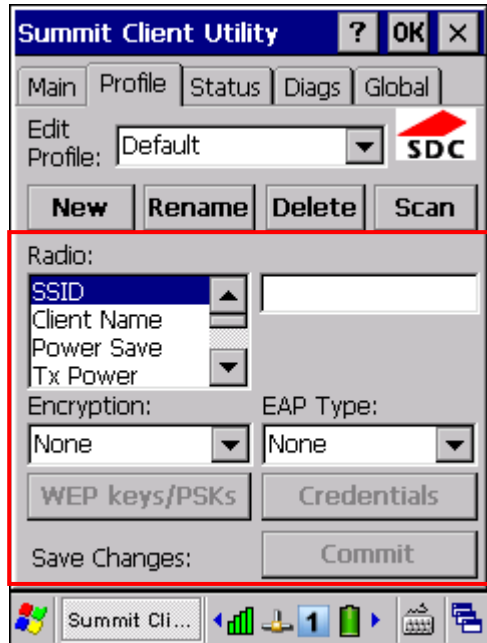 Summit Client Utility ? OK ×
Main Profile Status Diags Global
Edit Profile: Default SDC
New Rename Delete Scan
Radio:
SSID
Client Name
Power Save
Tx Power
Encryption: EAP Type:
None None
WEP keys/PSKs Credentials
Save Changes: Commit
Summit Cli... 1